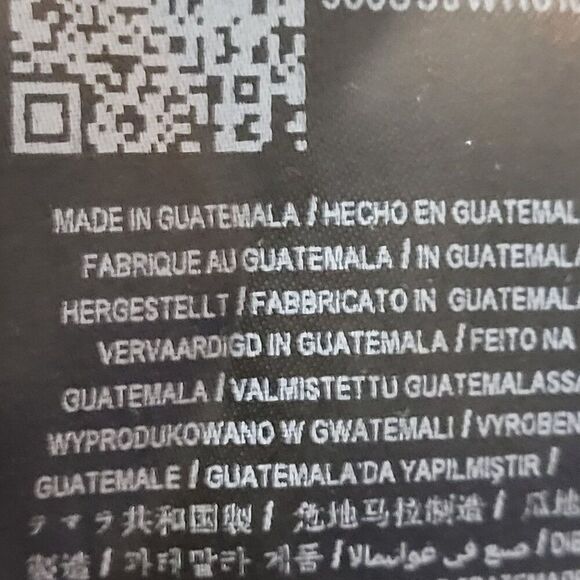 MADE IN GUATEMALA / HECHO EN GUATEMAL
FABRIQUE AU GUATEMALA / IN GUATEMALA
HERGESTELLT / FABBRICATO IN GUATEMALA
VERVAARDIGD IN GUATEMALA / FEITO NA
GUATEMALA / VALMISTETTU GUATEMALASSA
WYPRODUKOWANO W GWATEMALI / VYROBEN
GUATEMALE / GUATEMALA'DA YAPILMIŞTIR /
テマラ共和国製 / 危地马拉制造 / 瓜地
製造 / 과테말라 제품 / صنع في غواتيمالا /